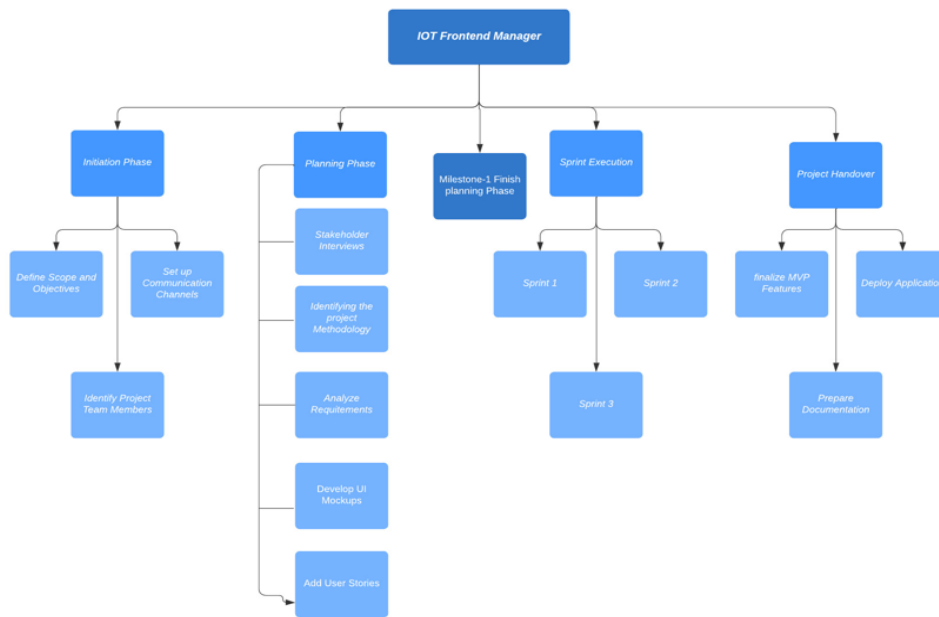 IOT Frontend Manager
Initiation Phase
Planning Phase
Milestone-1 Finish
planning Phase
Sprint Execution
Project Handover
Define Scope and
Objectives
Set up
Communication
Channels
Identify Project
Team Members
Stakeholder
Interviews
Identifying the
project
Methodology
Analyze
Requitements
Develop UI
Mockups
Add User Stories
Sprint 1
Sprint 2
Sprint 3
finalize MVP
Features
Deploy Application
Prepare
Documentation